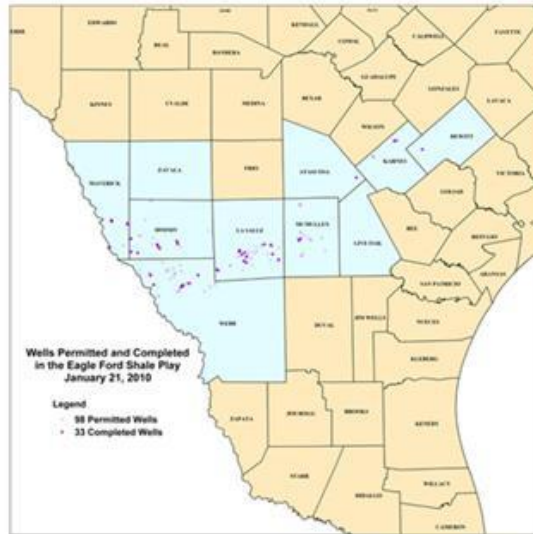 EDWARDS
REAL
KENDALL
BANDERA
COMAL
CALDWELL
FAYETTE
KINNEY
UVALDE
MEDINA
BEXAR
GUADALUPE
GONZALES
LAVACA
WILSON
MAVERICK
ZAVALA
FRIO
ATASCOSA
KARNES
DEWITT
VICTORIA
GOLIAD
DIMMIT
LA SALLE
MCMULLEN
LIVE OAK
BEE
REFUGIO
ARANSAS
SAN PATRICIO
WEBB
DUVAL
JIM WELLS
NUECES
KLEBERG
Wells Permitted and Completed
in the Eagle Ford Shale Play
January 21, 2010
Legend
98 Permitted Wells
33 Completed Wells
ZAPATA
JIM HOGG
BROOKS
KENEDY
STARR
HIDALGO
WILLACY
CAMERON